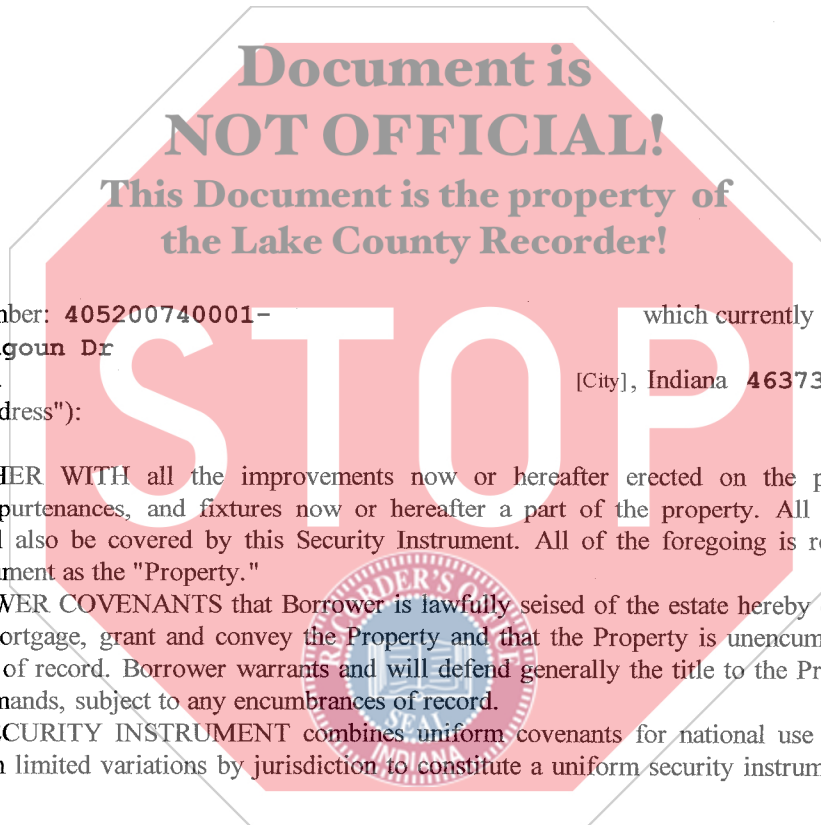 Document is
NOT OFFICIAL!
This Document is the property of
the Lake County Recorder!
STOP
nber: 405200740001- which currently
goun Dr
[City], Indiana 46373
dress"):
HER WITH all the improvements now or hereafter erected on the p
purtenances, and fixtures now or hereafter a part of the property. All
l also be covered by this Security Instrument. All of the foregoing is re
ment as the "Property."
WER COVENANTS that Borrower is lawfully seised of the estate hereby
ortgage, grant and convey the Property and that the Property is unencum
of record. Borrower warrants and will defend generally the title to the Pr
mands, subject to any encumbrances of record.
ECURITY INSTRUMENT combines uniform covenants for national use
h limited variations by jurisdiction to constitute a uniform security instrum
RECORDER'S OFFICE
SEAL
INDIANA